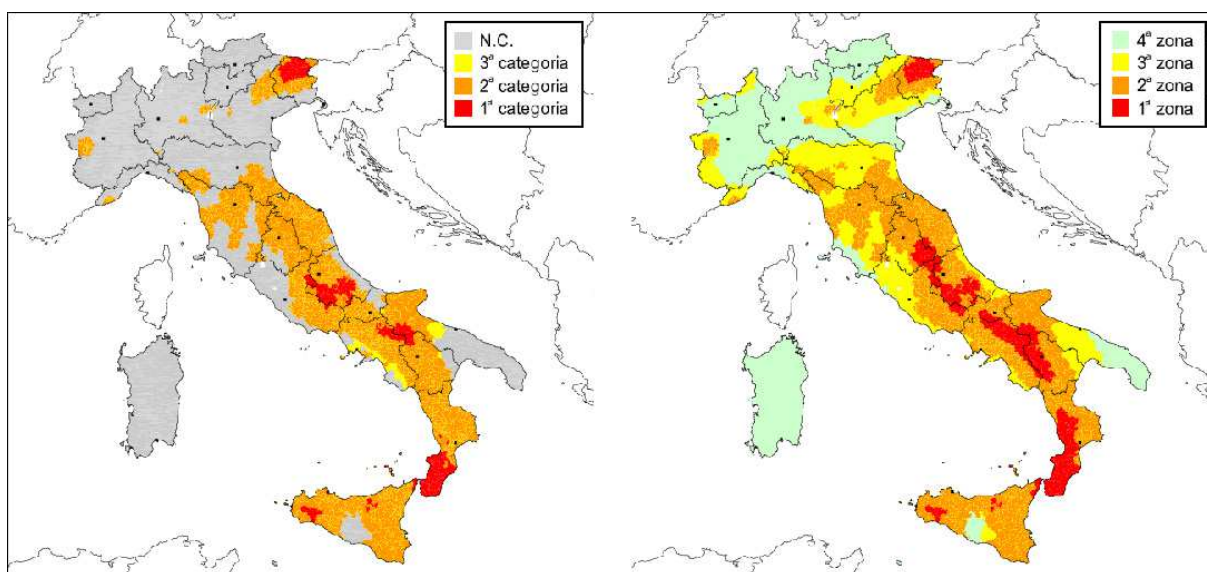 N.C.
3ª categoria
2ª categoria
1ª categoria
4ª zona
3ª zona
2ª zona
1ª zona